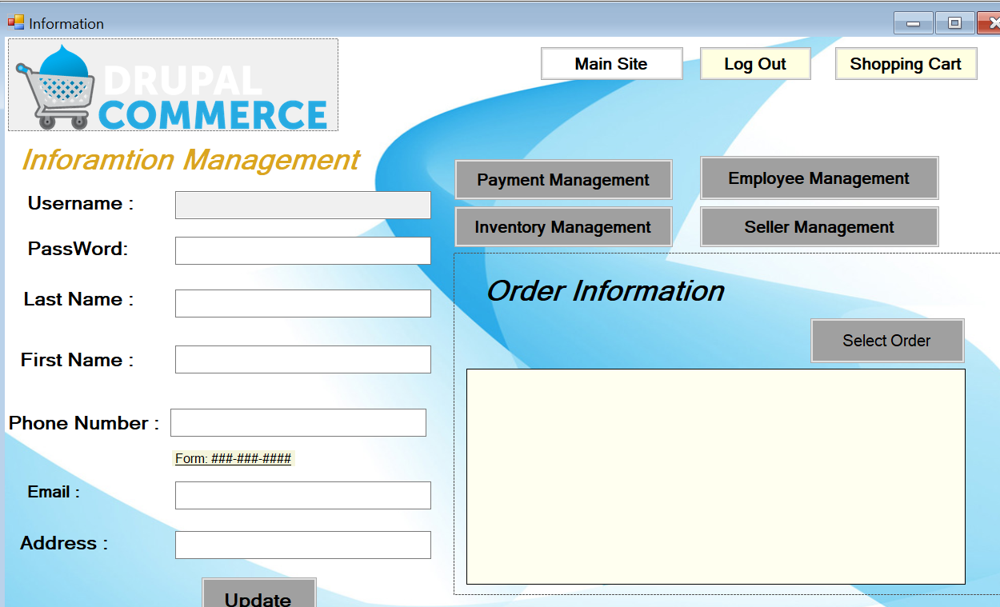 Information
DRUPAL
COMMERCE
Main Site
Log Out
Shopping Cart
Inforamtion Management
Username :
PassWord:
Last Name :
First Name :
Phone Number :
Form: ###-###-####
Email :
Address :
Update
Payment Management
Employee Management
Inventory Management
Seller Management
Order Information
Select Order